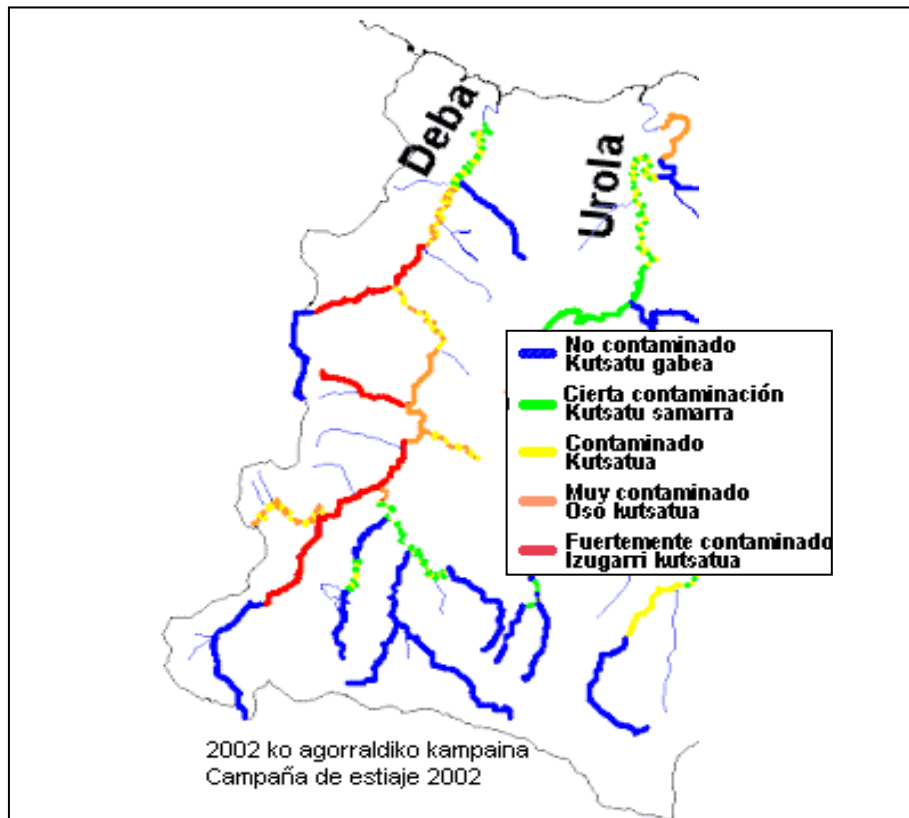 Deba
Urola
No contaminado
Kutsatu gabea
Cierta contaminación
Kutsatu samarra
Contaminado
Kutsatua
Muy contaminado
Oso kutsatua
Fuertemente contaminado
Izugarri kutsatua
2002 ko agorraldiko kampaina
Campaña de estiaje 2002